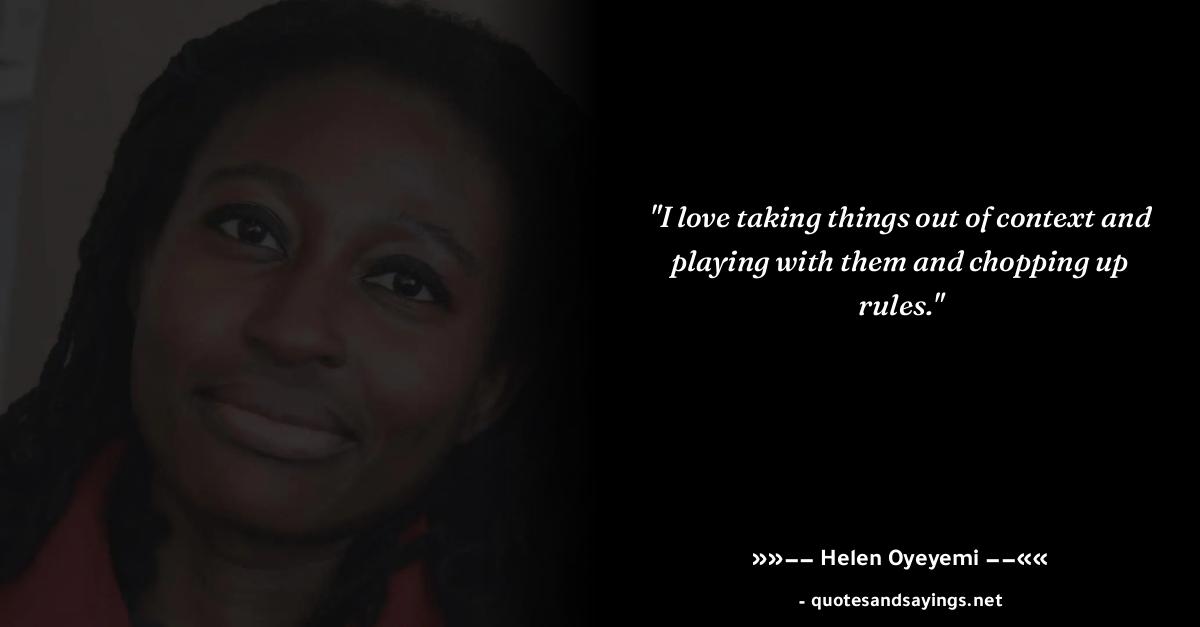 "I love taking things out of context and
playing with them and chopping up
rules."
»»−− Helen Oyeyemi −−««
- quotesandsayings.net